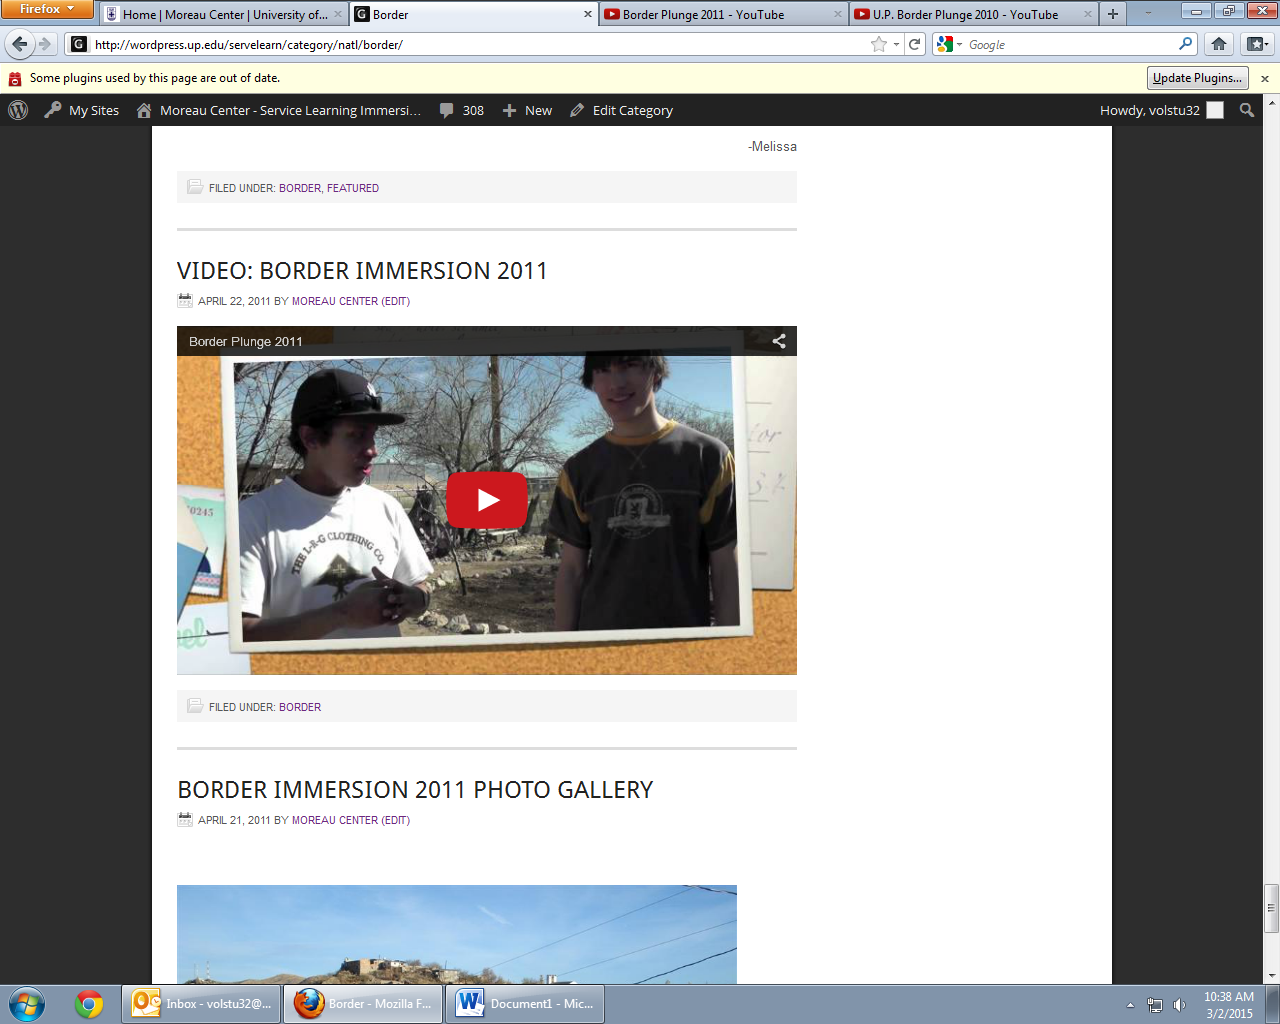 Firefox
Home | Moreau Center | University of...
Border
Border Plunge 2011 - YouTube
U.P. Border Plunge 2010 - YouTube
http://wordpress.up.edu/servelearn/category/natl/border/
Google
Some plugins used by this page are out of date.
Update Plugins...
My Sites
Moreau Center - Service Learning Immersi...
308
New
Edit Category
Howdy, volstu32
-Melissa
FILED UNDER: BORDER, FEATURED
VIDEO: BORDER IMMERSION 2011
APRIL 22, 2011 BY MOREAU CENTER (EDIT)
Border Plunge 2011
THE L-R-G CLOTHING CO.
0245
FILED UNDER: BORDER
BORDER IMMERSION 2011 PHOTO GALLERY
APRIL 21, 2011 BY MOREAU CENTER (EDIT)
Inbox - volstu32@...
Border - Mozilla F...
Document1 - Mic...
10:38 AM
3/2/2015